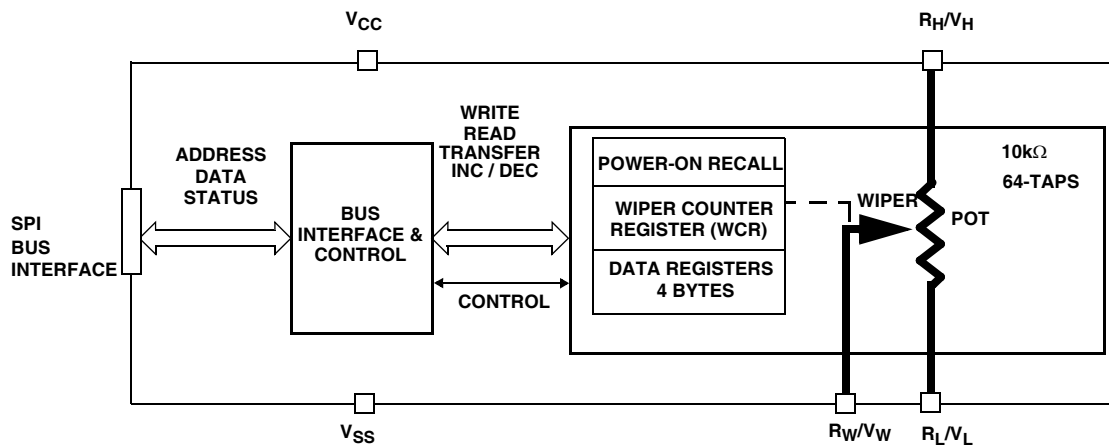 VCC
RH/VH
WRITE
READ
TRANSFER
INC / DEC
ADDRESS
DATA
STATUS
SPI
BUS
INTERFACE
BUS
INTERFACE &
CONTROL
CONTROL
POWER-ON RECALL
WIPER COUNTER
REGISTER (WCR)
DATA REGISTERS
4 BYTES
10kΩ
64-TAPS
WIPER
POT
VSS
RW/VW
RL/VL